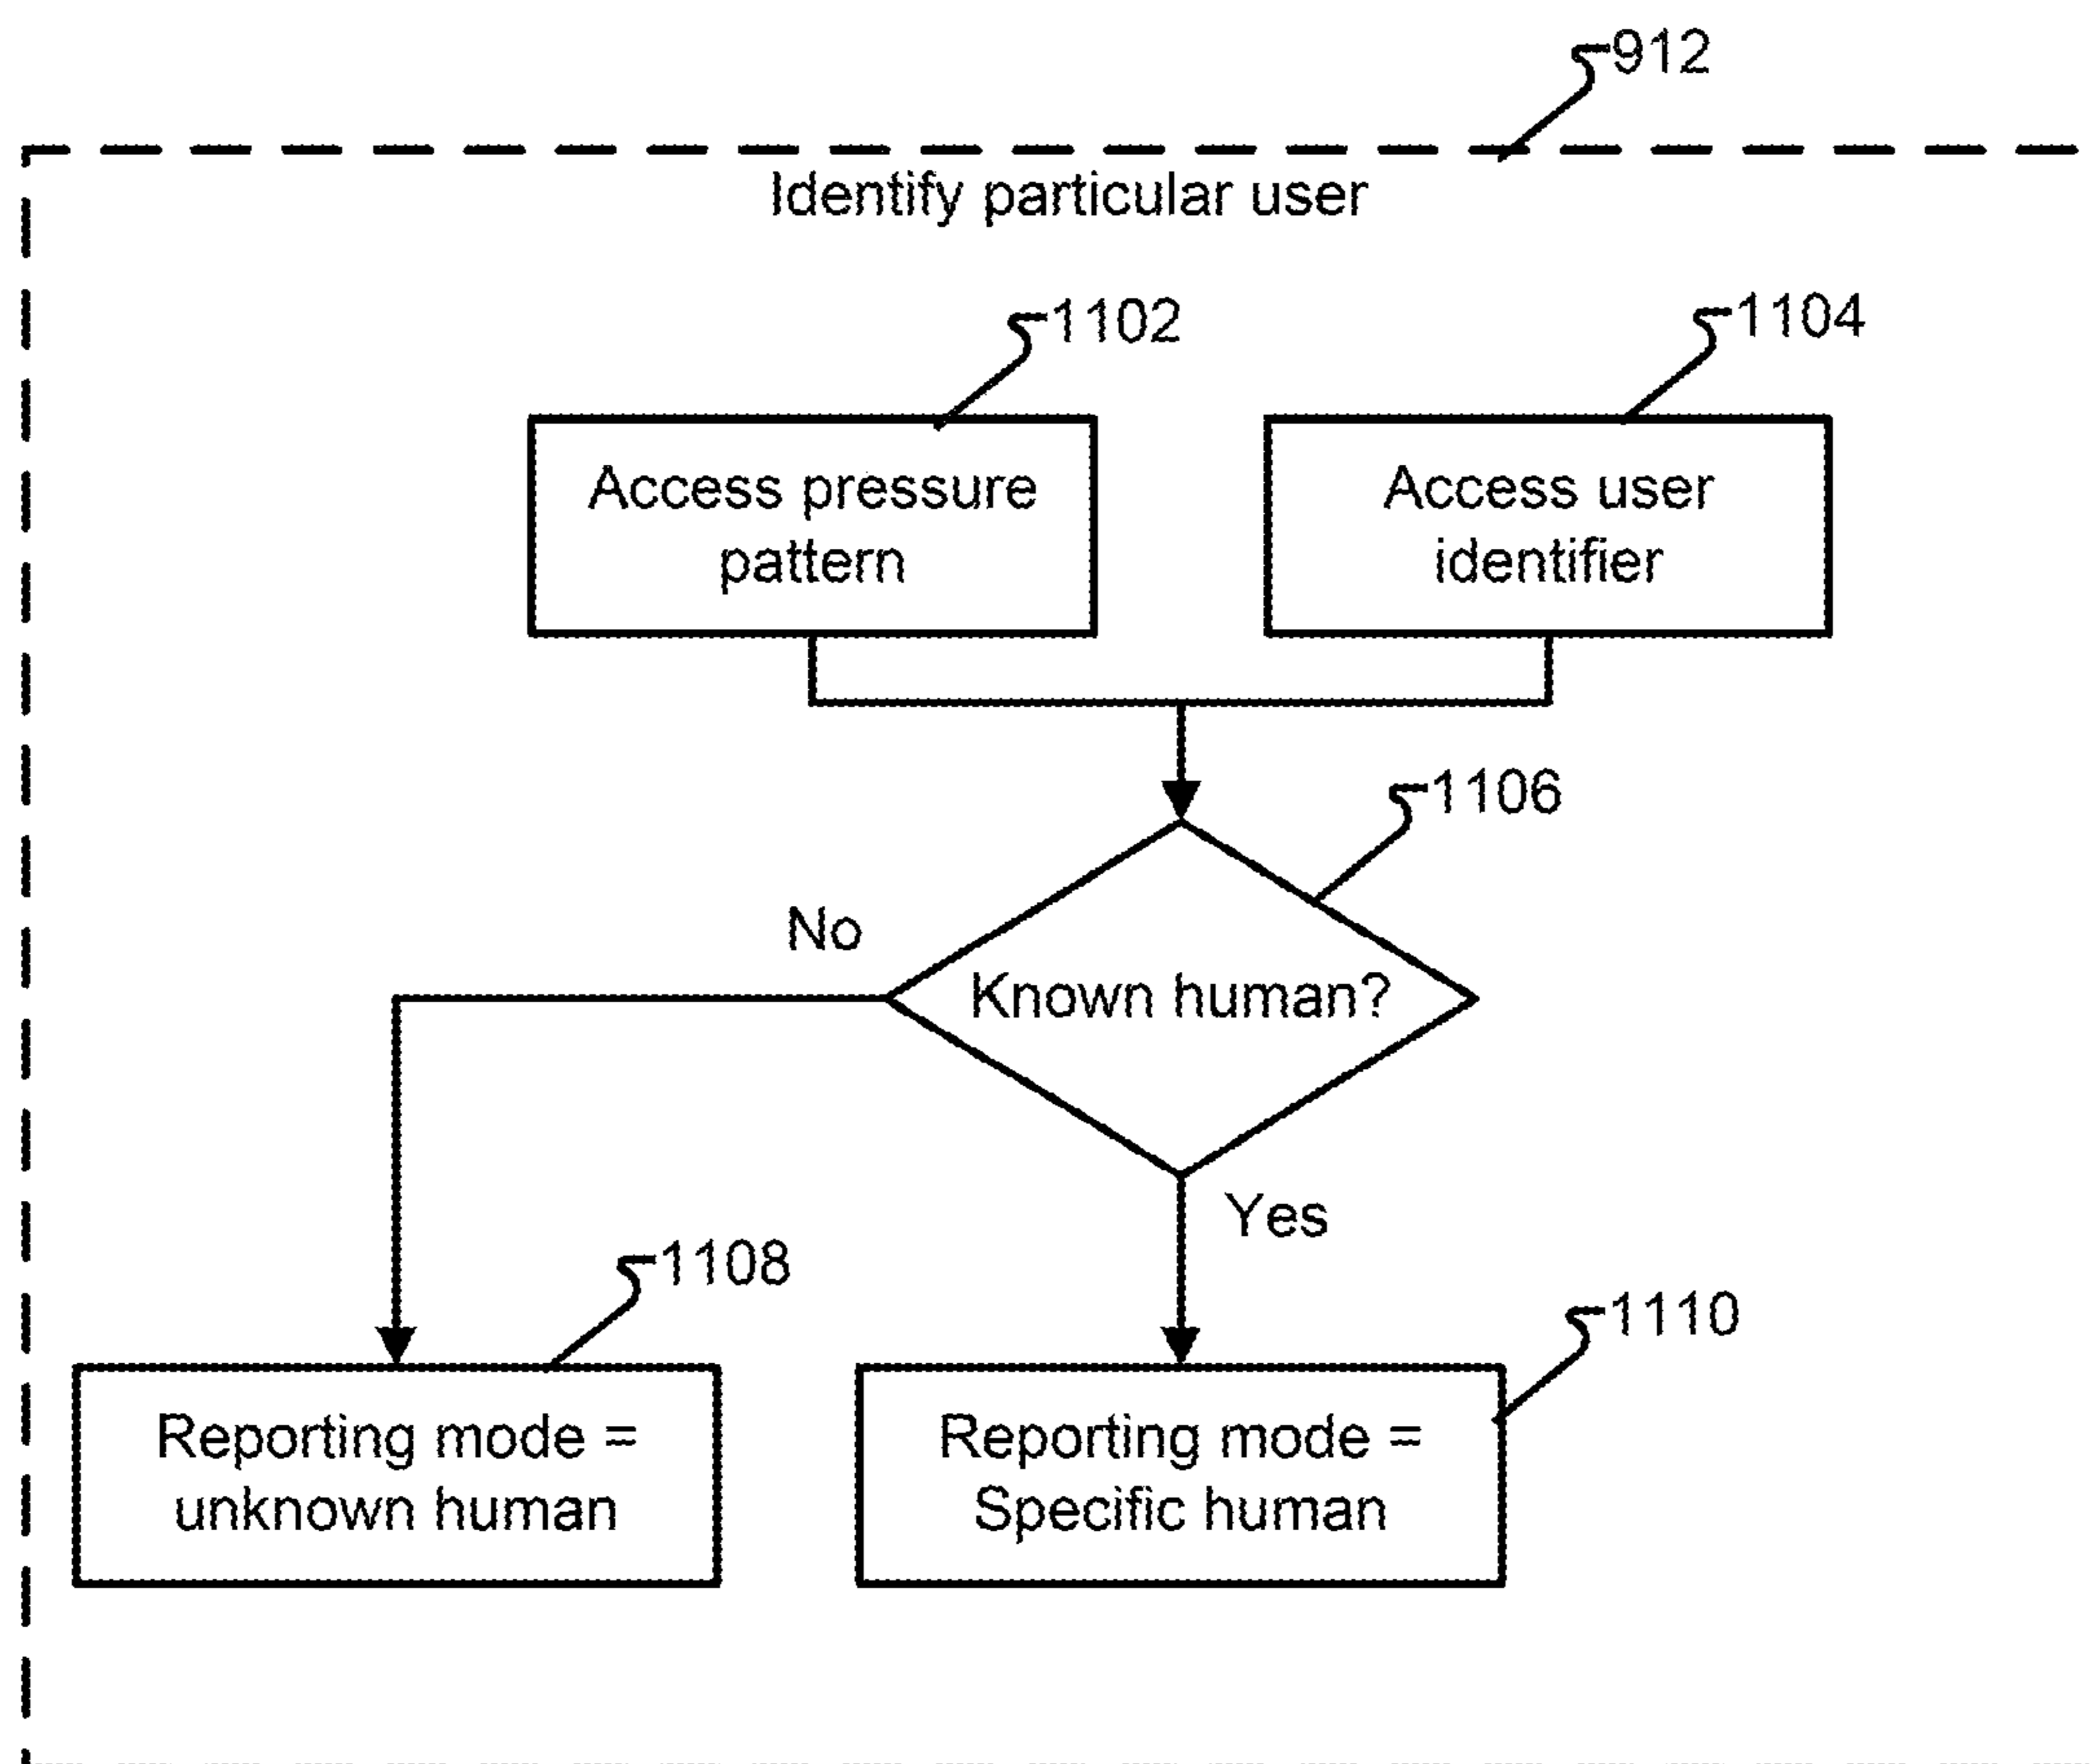 912
Identify particular user
1102
1104
Access pressure
pattern
Access user
identifier
1106
No
Known human?
Yes
1108
1110
Reporting mode =
unknown human
Reporting mode =
Specific human